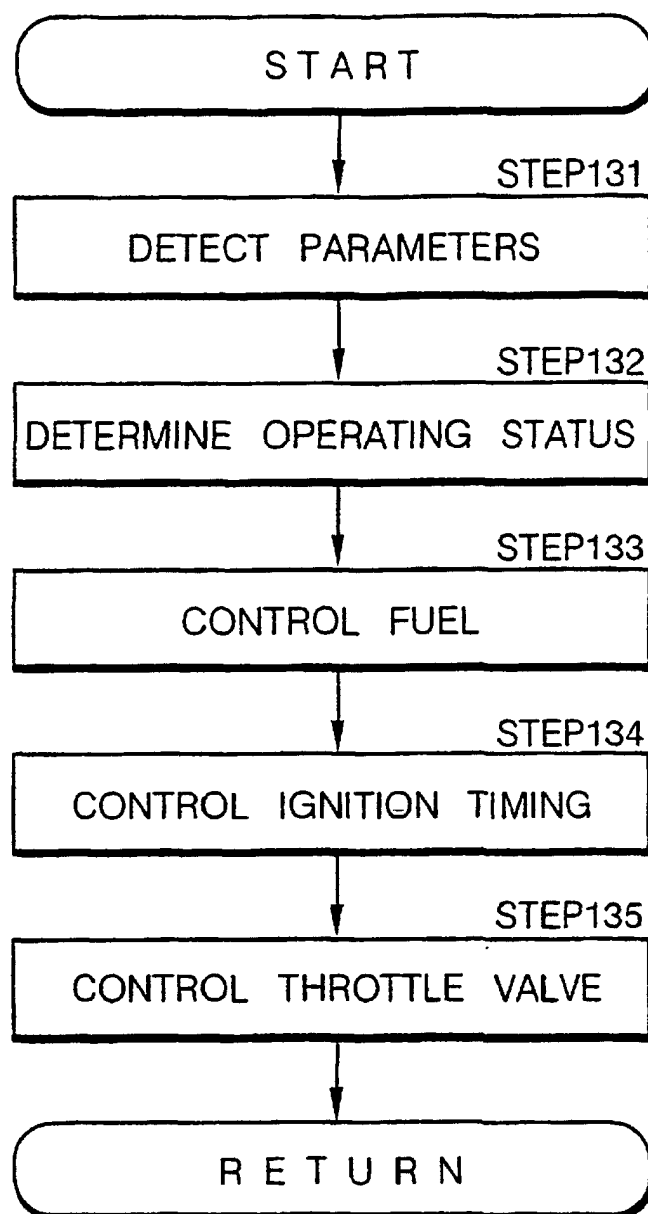 START
STEP131
DETECT PARAMETERS
STEP132
DETERMINE OPERATING STATUS
STEP133
CONTROL FUEL
STEP134
CONTROL IGNITION TIMING
STEP135
CONTROL THROTTLE VALVE
RETURN